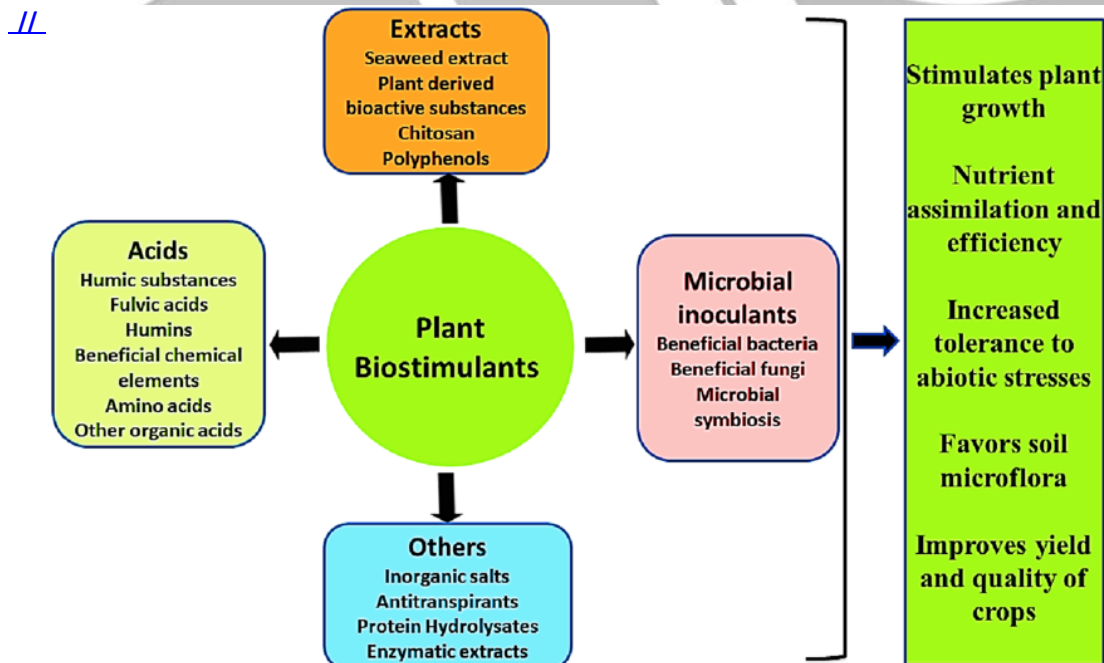 //
Extracts
Seaweed extract
Plant derived
bioactive substances
Chitosan
Polyphenols
Acids
Humic substances
Fulvic acids
Humins
Beneficial chemical
elements
Amino acids
Other organic acids
Plant
Biostimulants
Microbial
inoculants
Beneficial bacteria
Beneficial fungi
Microbial
symbiosis
Others
Inorganic salts
Antitranspirants
Protein Hydrolysates
Enzymatic extracts
Stimulates plant
growth
Nutrient
assimilation and
efficiency
Increased
tolerance to
abiotic stresses
Favors soil
microflora
Improves yield
and quality of
crops